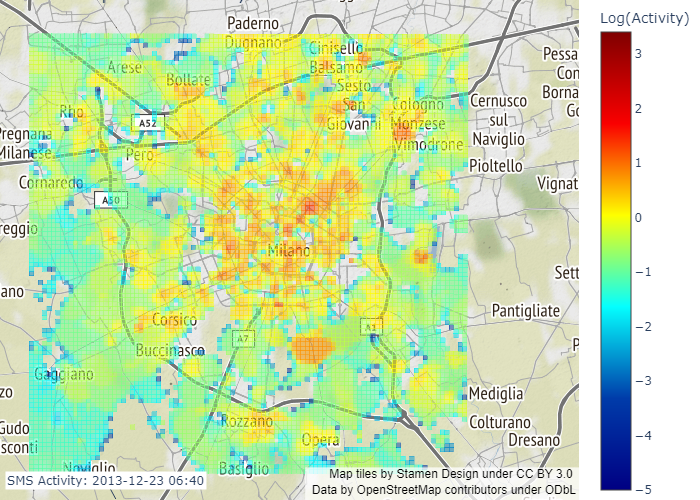 Log(Activity)
3
2
1
0
−1
−2
−3
−4
−5
Paderno
Dugnano
Cinisello
Balsamo
Sesto
San
Giovanni
Arese
Bollate
Rho
A52
Pero
Pregnana
Milanese
Cornaredo
A50
reggio
Cologno
Monzese
Vimodrone
Cernusco
sul
Naviglio
Pioltello
Pessa
Con
Borna
Go
Vignat
Milano
Sett
ano
Pantigliate
P
Corsico
A7
A1
Buccinasco
Gaggiano
zo
Gudo
sconti
Mediglia
Colturano
Dresano
Rozzano
Opera
Noviglio
Basiglio
SMS Activity: 2013-12-23 06:40
Map tiles by Stamen Design under CC BY 3.0
Data by OpenStreetMap contributors under ODbL